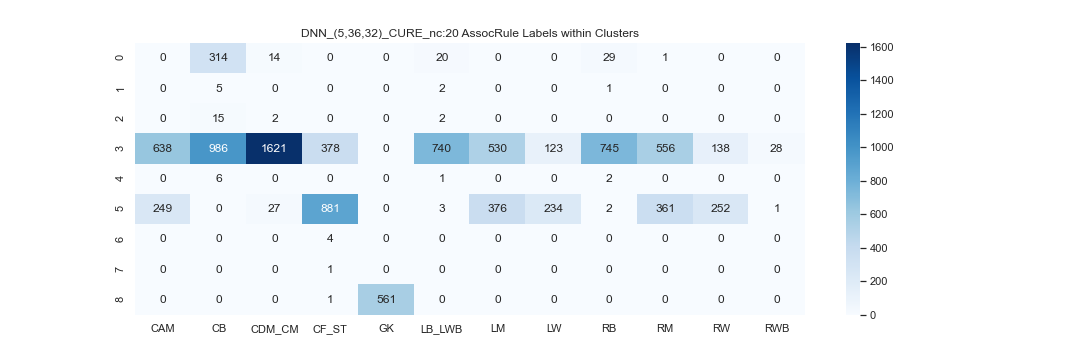 DNN_(5,36,32)_CURE_nc:20 AssocRule Labels within Clusters
0 0 314 14 0 0 20 0 0 29 1 0 0
1 0 5 0 0 0 2 0 0 1 0 0 0
2 0 15 2 0 0 2 0 0 0 0 0 0
3 638 986 1621 378 0 740 530 123 745 556 138 28
4 0 6 0 0 0 1 0 0 2 0 0 0
5 249 0 27 881 0 3 376 234 2 361 252 1
6 0 0 0 4 0 0 0 0 0 0 0 0
7 0 0 0 1 0 0 0 0 0 0 0 0
8 0 0 0 1 561 0 0 0 0 0 0 0
CAM CB CDM_CM CF_ST GK LB_LWB LM LW RB RM RW RWB
1600
1400
1200
1000
800
600
400
200
0